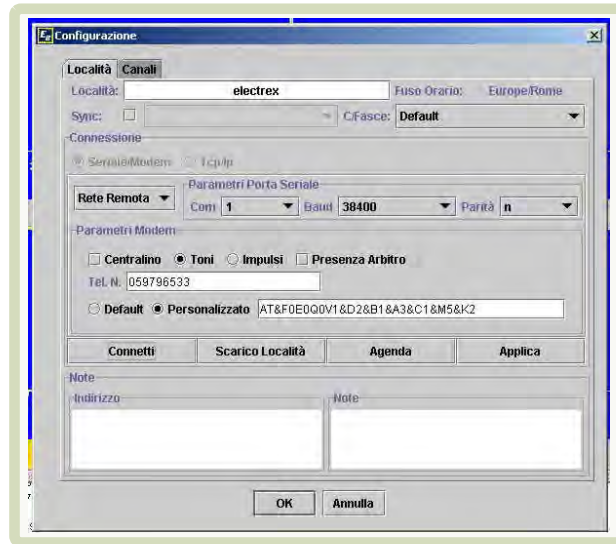 Configurazione
Località Canali
Località: electrex Fuso Orario: Europe/Rome
Sync: C/Fasce: Default
Connessione
Seriale/Modem Tcp/Ip
Rete Remota
Parametri Porta Seriale
Com 1 Baud 38400 Parità n
Parametri Modem
Centralino Toni Impulsi Presenza Arbitro
Tel. N. 059796533
Default Personalizzato AT&F0E0Q0V1&D2&B1&A3&C1&M5&K2
Connetti Scarico Località Agenda Applica
Note
Indirizzo Note
OK Annulla